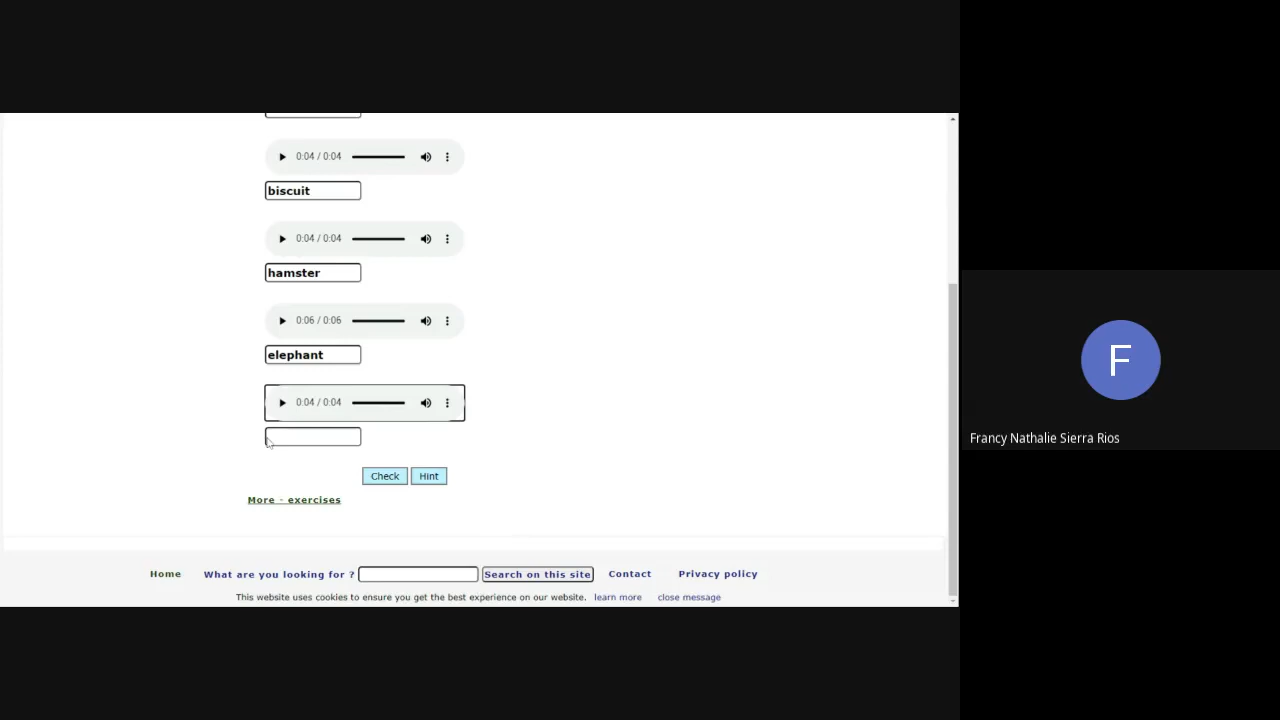 0:04 / 0:04
biscuit
0:04 / 0:04
hamster
0:06 / 0:06
elephant
0:04 / 0:04
Check Hint
More - exercises
Home What are you looking for ? Search on this site Contact Privacy policy
This website uses cookies to ensure you get the best experience on our website. learn more close message
F
Francy Nathalie Sierra Rios